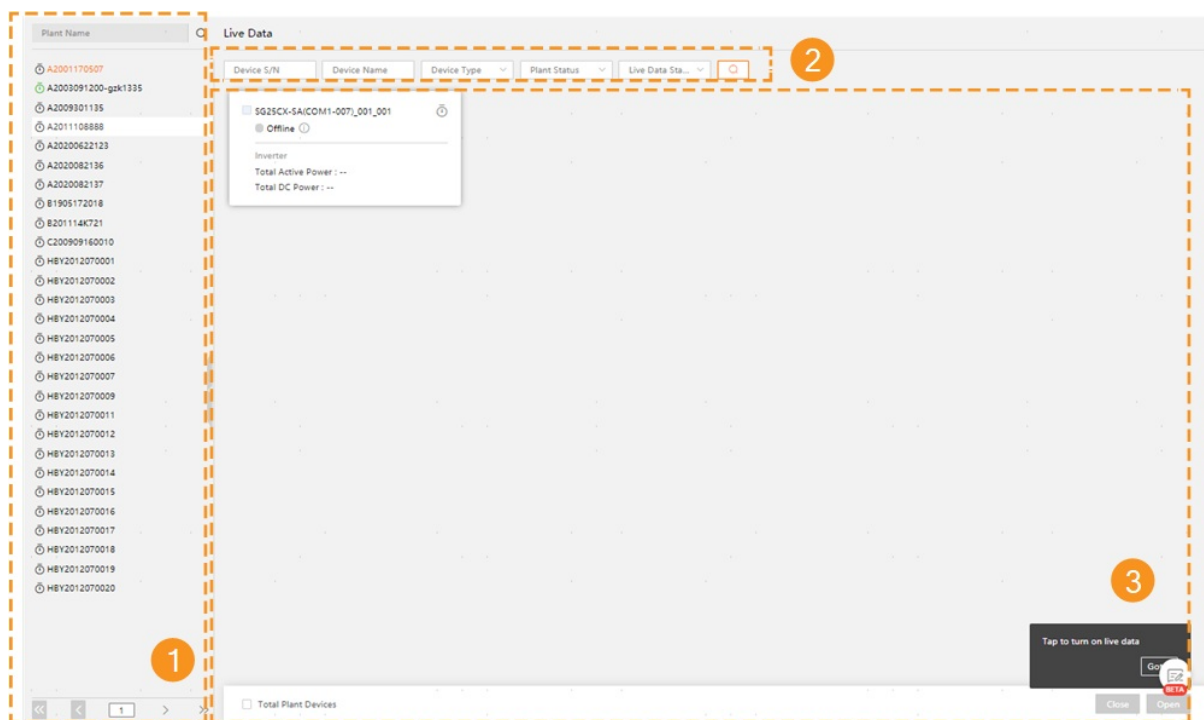 Plant Name
A2001170507
A2003091200-gzk1335
A2009301135
A2011108888
A20200622123
A2020082136
A2020082137
B1905172018
B201114K721
C200909160010
HBY2012070001
HBY2012070002
HBY2012070003
HBY2012070004
HBY2012070005
HBY2012070006
HBY2012070007
HBY2012070009
HBY2012070011
HBY2012070012
HBY2012070013
HBY2012070014
HBY2012070015
HBY2012070016
HBY2012070017
HBY2012070018
HBY2012070019
HBY2012070020
1
1
Live Data
Device S/N Device Name Device Type Plant Status Live Data Sta...
2
SG25CX-SA(COM1-007)_001_001
Offline
Inverter
Total Active Power : --
Total DC Power : --
3
Tap to turn on live data
BETA
Total Plant Devices Close Open